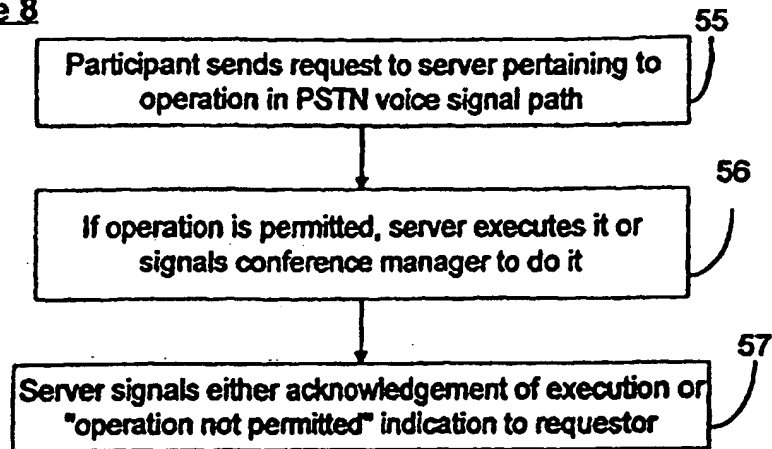 e 8
55
Participant sends request to server pertaining to
operation in PSTN voice signal path
56
If operation is permitted, server executes it or
signals conference manager to do it
57
Server signals either acknowledgement of execution or
"operation not permitted" indication to requestor